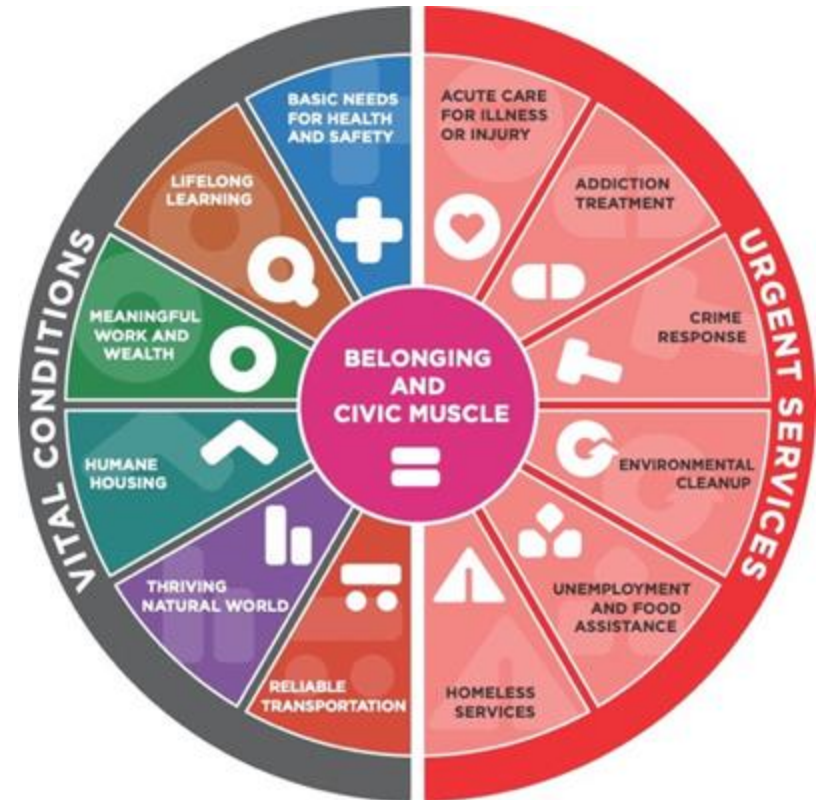 VITAL CONDITIONS
BASIC NEEDS
FOR HEALTH
AND SAFETY
LIFELONG
LEARNING
MEANINGFUL
WORK AND
WEALTH
HUMANE
HOUSING
THRIVING
NATURAL WORLD
RELIABLE
TRANSPORTATION
BELONGING
AND
CIVIC MUSCLE
URGENT SERVICES
ACUTE CARE
FOR ILLNESS
OR INJURY
ADDICTION
TREATMENT
CRIME
RESPONSE
ENVIRONMENTAL
CLEANUP
UNEMPLOYMENT
AND FOOD
ASSISTANCE
HOMELESS
SERVICES